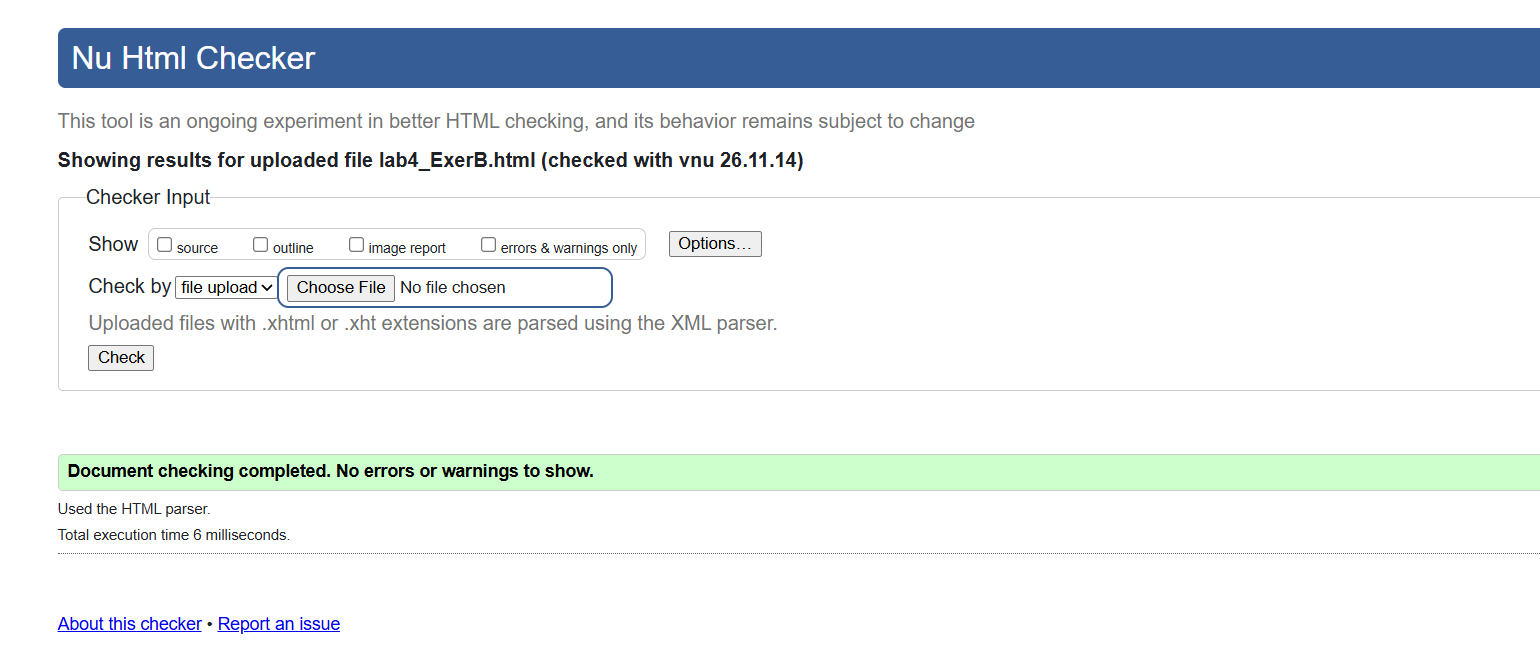 Nu Html Checker
This tool is an ongoing experiment in better HTML checking, and its behavior remains subject to change
Showing results for uploaded file lab4_ExerB.html (checked with vnu 26.11.14)
Checker Input
Show source outline image report errors & warnings only Options…
Check by file upload Choose File No file chosen
Uploaded files with .xhtml or .xht extensions are parsed using the XML parser.
Check
Document checking completed. No errors or warnings to show.
Used the HTML parser.
Total execution time 6 milliseconds.
About this checker • Report an issue